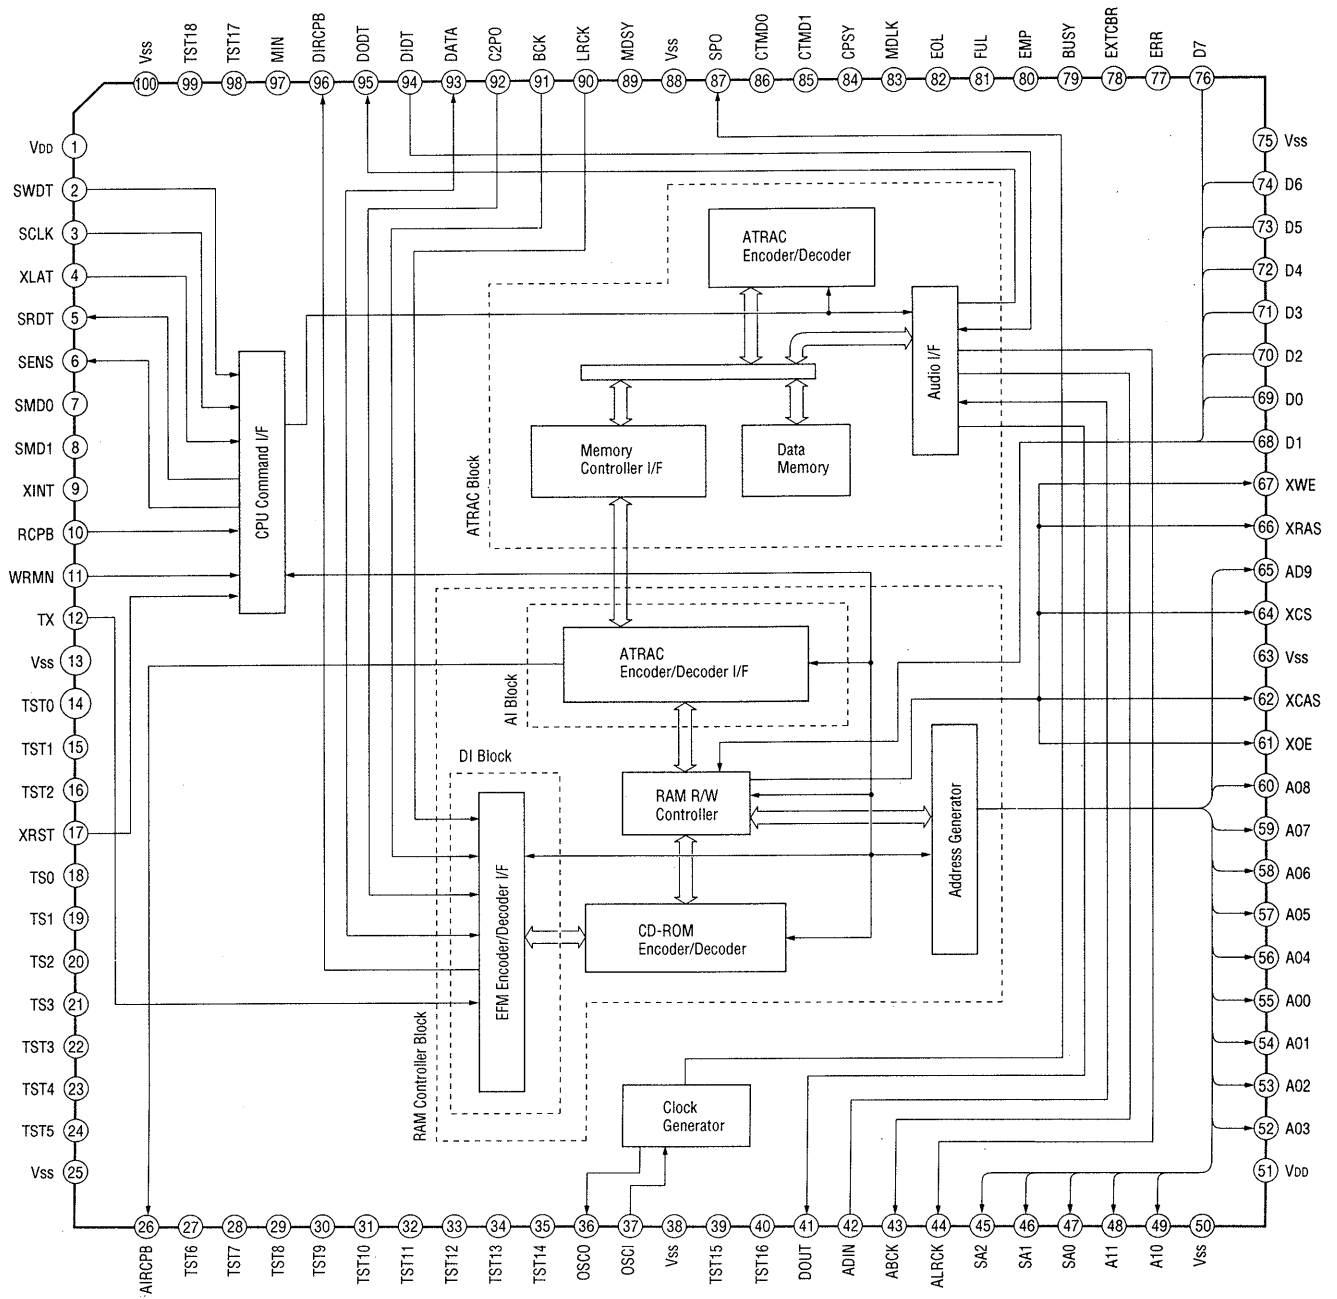 Vss
TST18
TST17
MIN
DIRCPB
DODT
DIDT
DATA
C2PO
BCK
LRCK
MDSY
Vss
SPO
CTMD0
CTMD1
CPSY
MDLK
EOL
FUL
EMP
BUSY
EXTCBR
ERR
D7
100
99
98
97
96
95
94
93
92
91
90
89
88
87
86
85
84
83
82
81
80
79
78
77
76
VDD 1
SWDT 2
SCLK 3
XLAT 4
SRDT 5
SENS 6
SMD0 7
SMD1 8
XINT 9
RCPB 10
WRMN 11
TX 12
Vss 13
TST0 14
TST1 15
TST2 16
XRST 17
TS0 18
TS1 19
TS2 20
TS3 21
TST3 22
TST4 23
TST5 24
Vss 25
CPU Command I/F
ATRAC
Encoder/Decoder
Audio I/F
Memory
Controller I/F
Data
Memory
ATRAC Block
ATRAC
Encoder/Decoder I/F
AI Block
DI Block
RAM R/W
Controller
Address Generator
EFM Encoder/Decoder I/F
CD-ROM
Encoder/Decoder
RAM Controller Block
Clock
Generator
75 Vss
74 D6
73 D5
72 D4
71 D3
70 D2
69 D0
68 D1
67 XWE
66 XRAS
65 AD9
64 XCS
63 Vss
62 XCAS
61 XOE
60 A08
59 A07
58 A06
57 A05
56 A04
55 A00
54 A01
53 A02
52 A03
51 VDD
26
27
28
29
30
31
32
33
34
35
36
37
38
39
40
41
42
43
44
45
46
47
48
49
50
TST6
TST7
TST8
TST9
TST10
TST11
TST12
TST13
TST14
OSCO
OSCI
Vss
TST15
TST16
DOUT
ADIN
ABCK
ALRCK
SA2
SA1
SA0
A11
A10
Vss